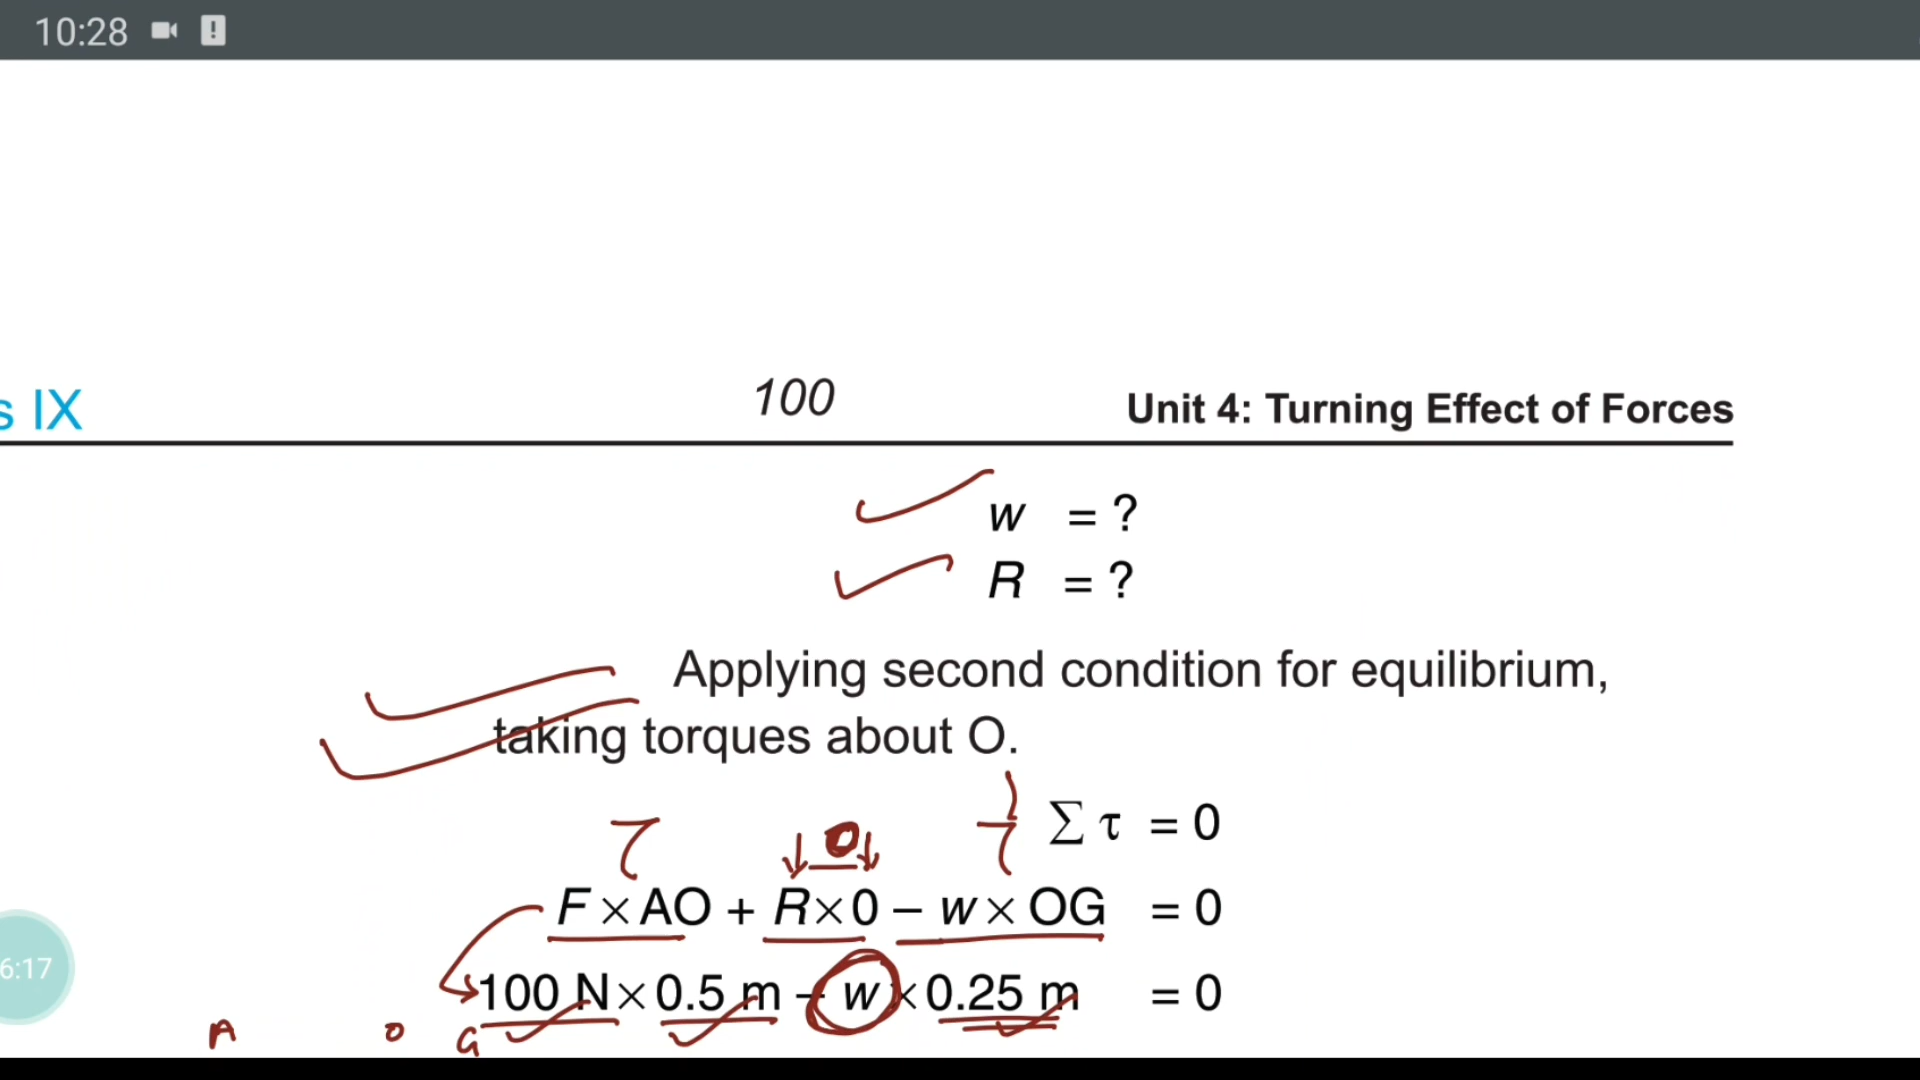 10:28
s IX 100 Unit 4: Turning Effect of Forces
w = ?
R = ?
Applying second condition for equilibrium,
taking torques about O.
τ 0 τ Σ τ = 0
F × AO + R × 0 – w × OG = 0
6:17
100 N × 0.5 m – w × 0.25 m = 0
A O G